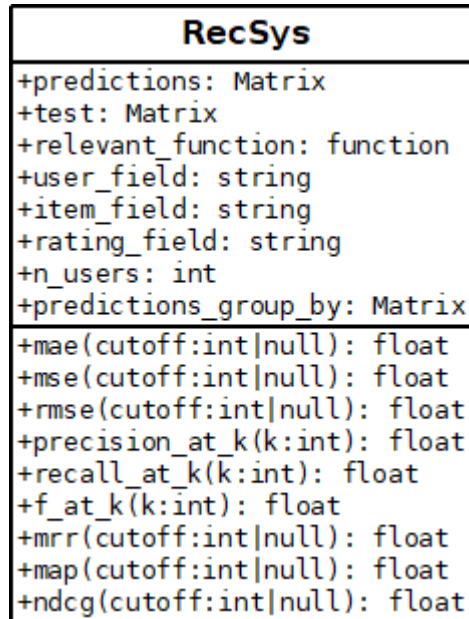 RecSys
+predictions: Matrix
+test: Matrix
+relevant_function: function
+user_field: string
+item_field: string
+rating_field: string
+n_users: int
+predictions_group_by: Matrix
+mae(cutoff:int|null): float
+mse(cutoff:int|null): float
+rmse(cutoff:int|null): float
+precision_at_k(k:int): float
+recall_at_k(k:int): float
+f_at_k(k:int): float
+mrr(cutoff:int|null): float
+map(cutoff:int|null): float
+ndcg(cutoff:int|null): float